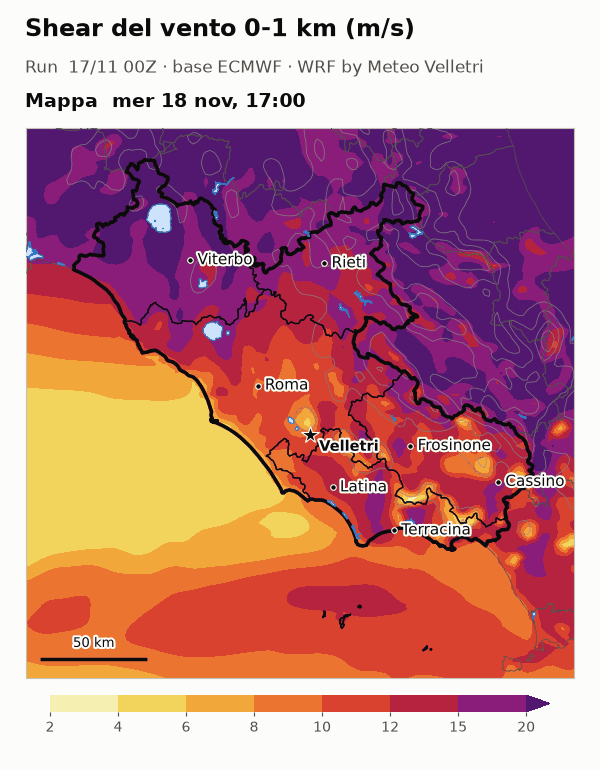 Shear del vento 0-1 km (m/s)
Run  17/11 00Z · base ECMWF · WRF by Meteo Velletri
Mappa  mer 18 nov, 17:00
Viterbo
Rieti
Roma
Velletri
Frosinone
Latina
Cassino
Terracina
50 km
2 4 6 8 10 12 15 20